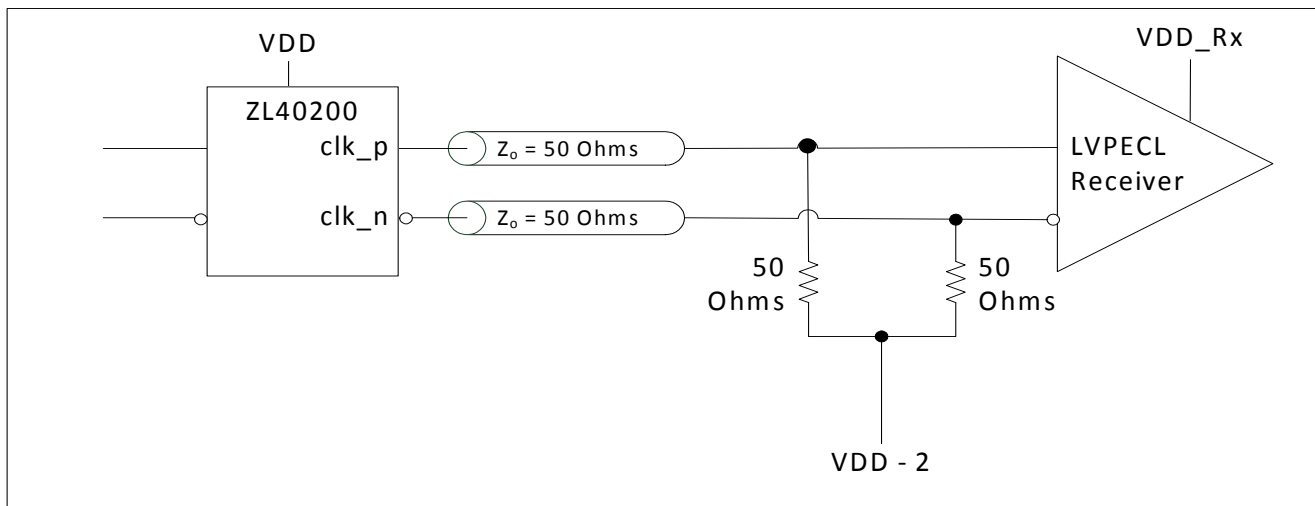 VDD
VDD_Rx
ZL40200
clk_p
Zₒ = 50 Ohms
LVPECL
Receiver
clk_n
Zₒ = 50 Ohms
50
Ohms
50
Ohms
VDD - 2